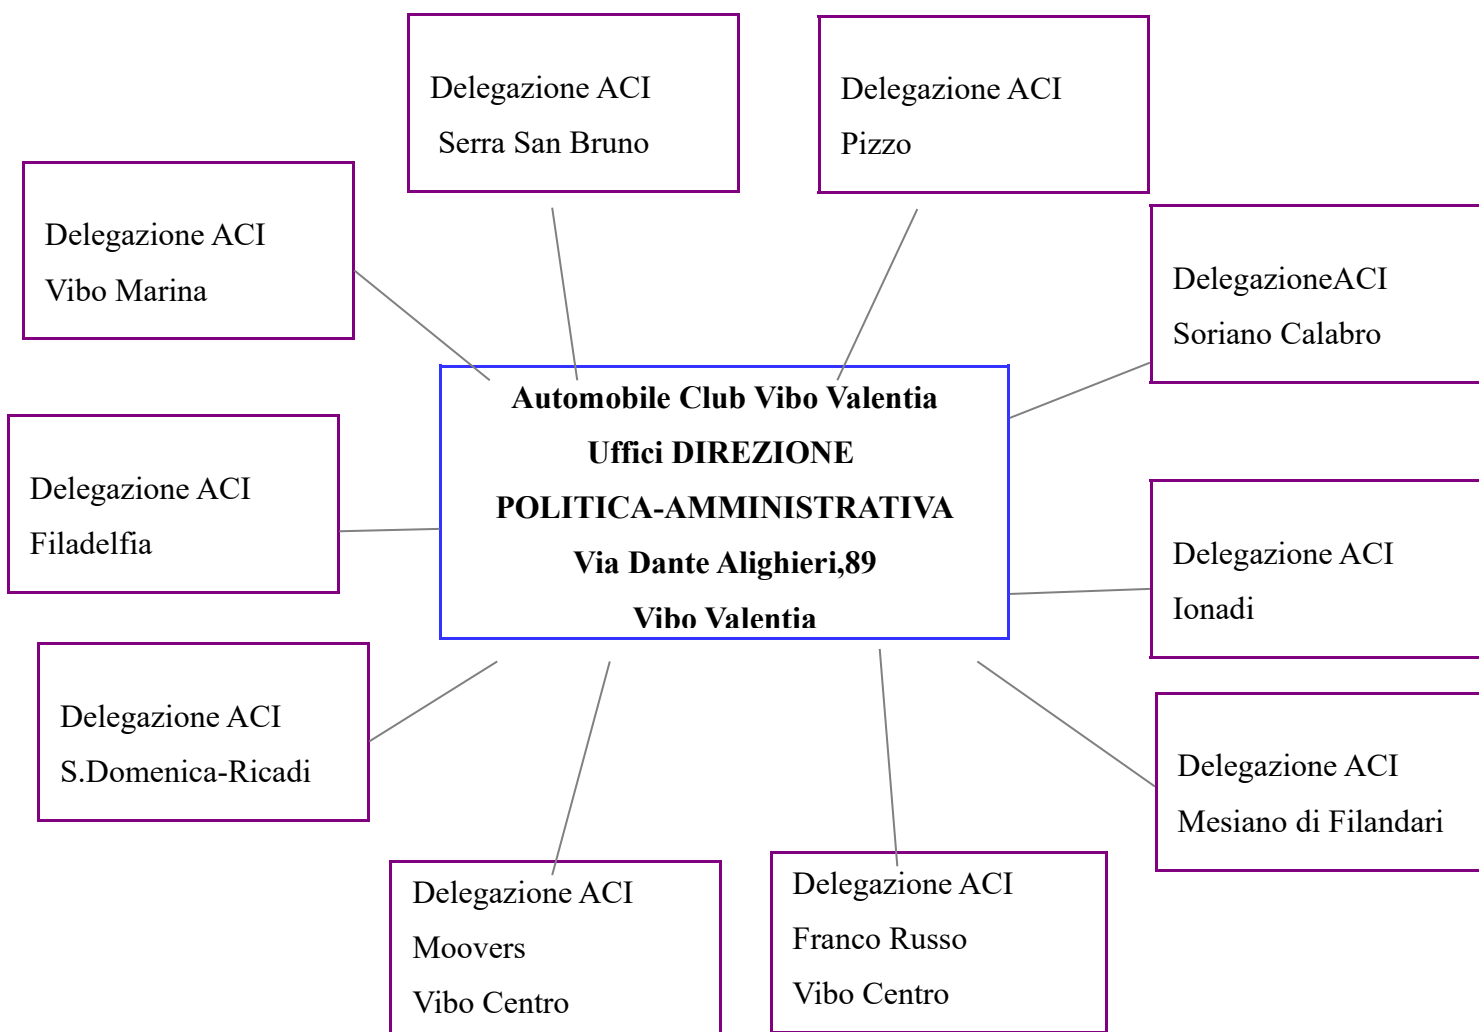 Delegazione ACI
Serra San Bruno
Delegazione ACI
Pizzo
Delegazione ACI
Vibo Marina
DelegazioneACI
Soriano Calabro
Automobile Club Vibo Valentia
Uffici DIREZIONE
POLITICA-AMMINISTRATIVA
Via Dante Alighieri,89
Vibo Valentia
Delegazione ACI
Filadelfia
Delegazione ACI
Ionadi
Delegazione ACI
S.Domenica-Ricadi
Delegazione ACI
Mesiano di Filandari
Delegazione ACI
Moovers
Vibo Centro
Delegazione ACI
Franco Russo
Vibo Centro